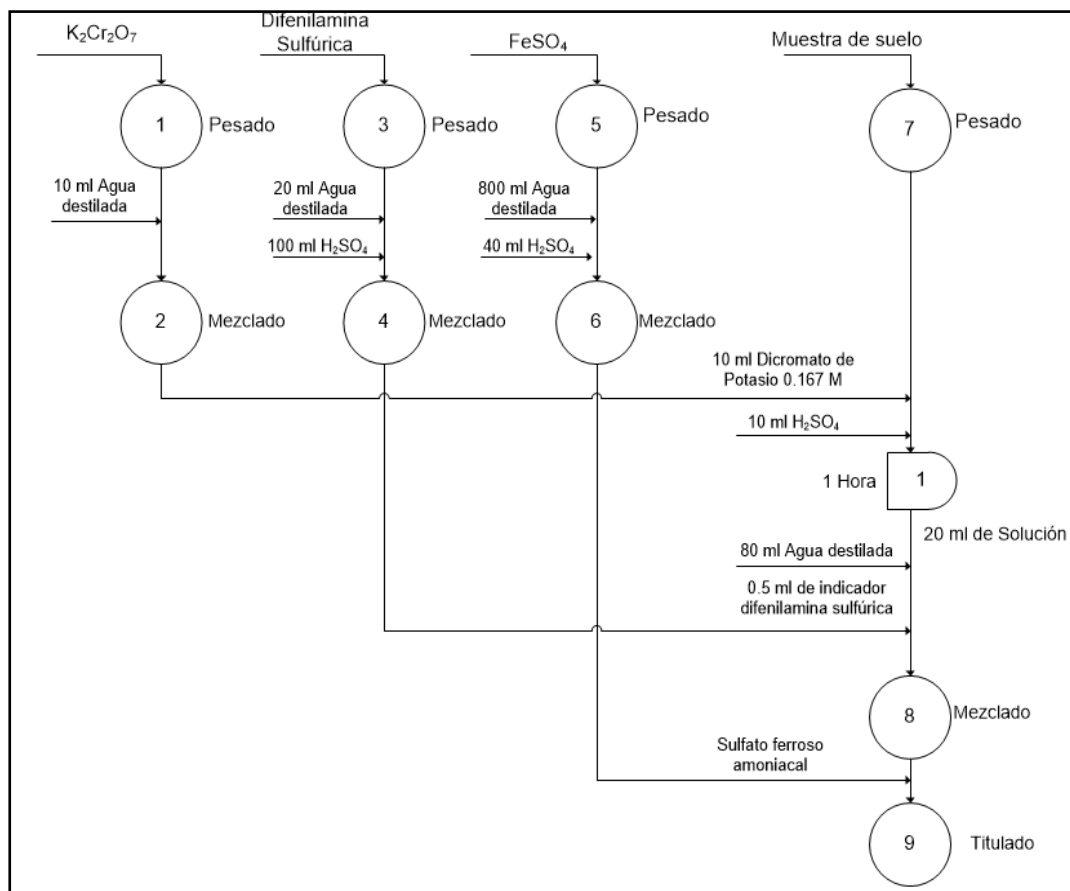 K₂Cr₂O₇
Difenilamina
Sulfúrica
FeSO₄
Muestra de suelo
1
Pesado
3
Pesado
5
Pesado
7
Pesado
10 ml Agua
destilada
20 ml Agua
destilada
100 ml H₂SO₄
800 ml Agua
destilada
40 ml H₂SO₄
2
Mezclado
4
Mezclado
6
Mezclado
10 ml Dicromato de
Potasio 0.167 M
10 ml H₂SO₄
1 Hora
1
20 ml de Solución
80 ml Agua destilada
0.5 ml de indicador
difenilamina sulfúrica
8
Mezclado
Sulfato ferroso
amoniacal
9
Titulado